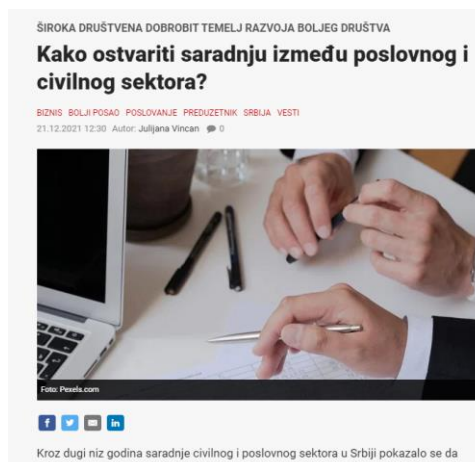 ŠIROKA DRUŠTVENA DOBROBIT TEMELJ RAZVOJA BOLJEG DRUŠTVA
Kako ostvariti saradnju između poslovnog i
civilnog sektora?
BIZNIS BOLJI POSAO POSLOVANJE PREDUZETNIK SRBIJA VESTI
21.12.2021 12:30 Autor: Julijana Vincan 0
Foto: Pexels.com
Kroz dugi niz godina saradnje civilnog i poslovnog sektora u Srbiji pokazalo se da